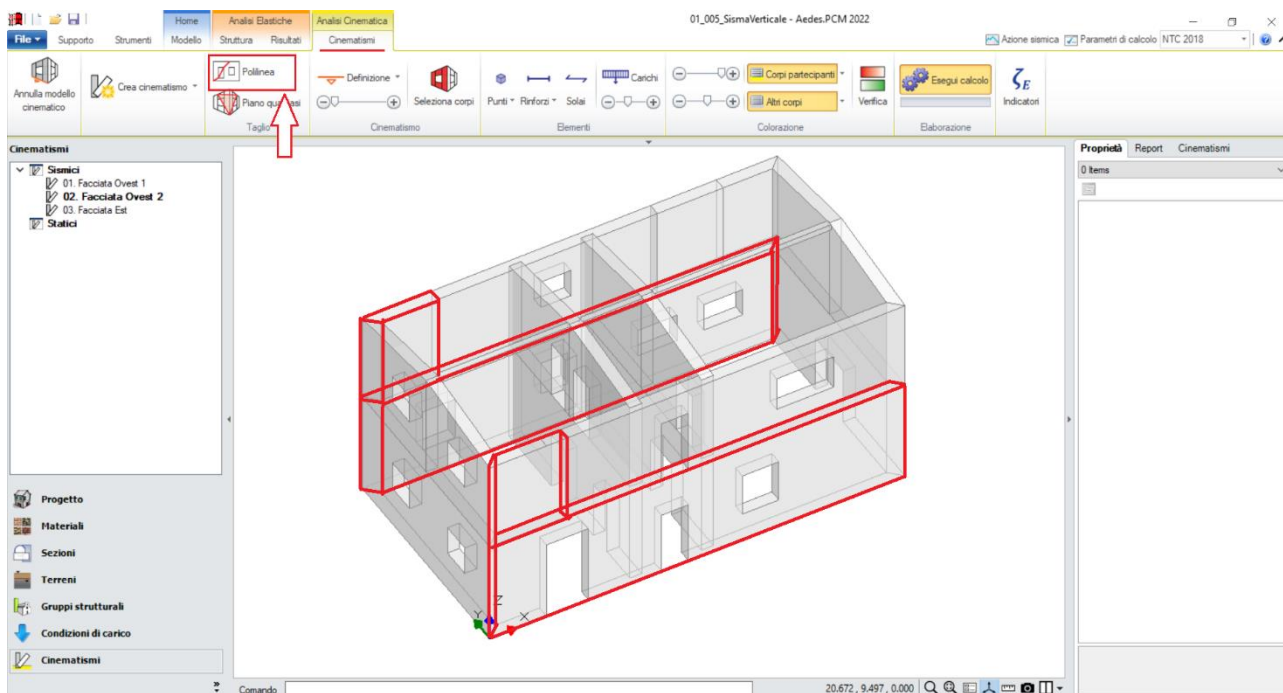 01_005_SismaVerticale - Aedes.PCM 2022
Home Analisi Elastiche Analisi Cinematica
File Supporto Strumenti Modello Struttura Risultati Cinematismi
Azione sismica Parametri di calcolo NTC 2018
Annulla modello
cinematico
Crea cinematismo
Polilinea
Piano qualsiasi
Taglio
Definizione
Seleziona corpi
Cinematismo
Punti Rinforzi Solai
Carichi
Elementi
Corpi partecipanti
Altri corpi
Verifica
Colorazione
Esegui calcolo
Elaborazione
ζE
Indicatori
Cinematismi
Sismici
01. Facciata Ovest 1
02. Facciata Ovest 2
03. Facciata Est
Statici
Progetto
Materiali
Sezioni
Terreni
Gruppi strutturali
Condizioni di carico
Cinematismi
Z
Y X
Proprietà Report Cinematismi
0 Items
Comando
20.672 , 9.497 , 0.000